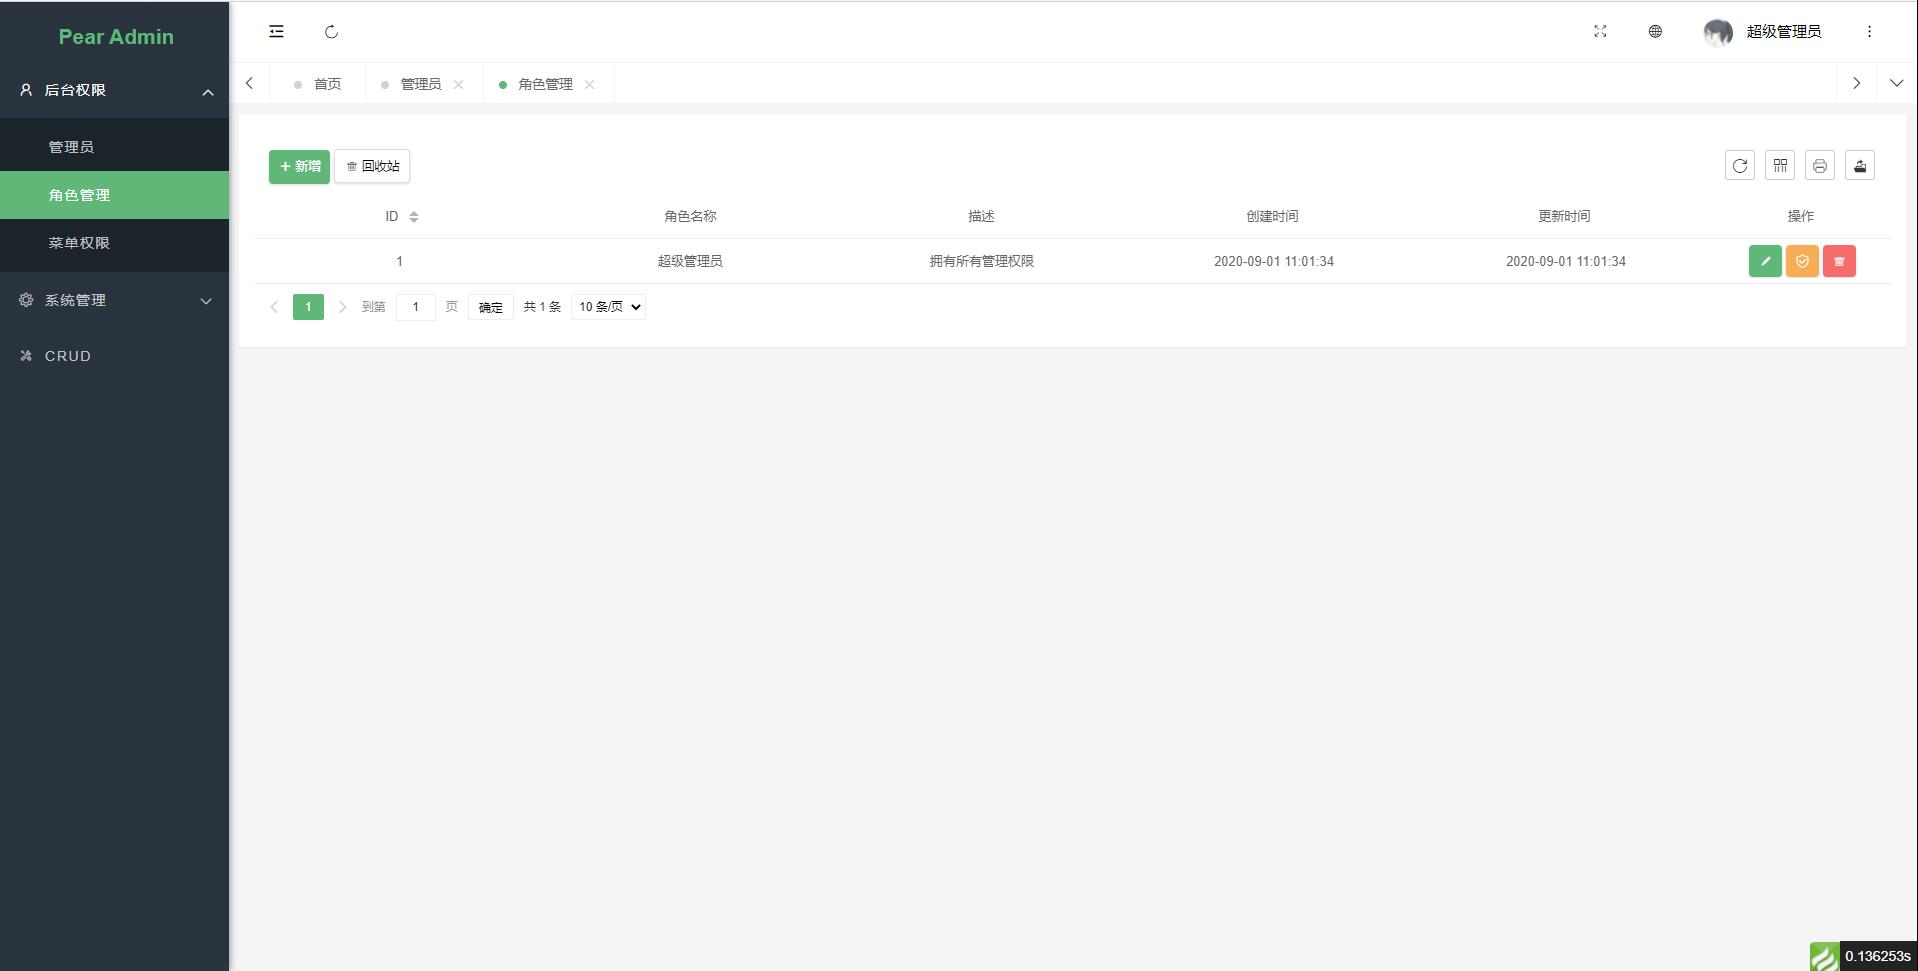 Pear Admin
后台权限
管理员
角色管理
菜单权限
系统管理
CRUD
超级管理员
首页 管理员 角色管理
新增 回收站
ID 角色名称 描述 创建时间 更新时间 操作
1 超级管理员 拥有所有管理权限 2020-09-01 11:01:34 2020-09-01 11:01:34
1 到第 1 页 确定 共 1 条 10 条/页
0.136253s